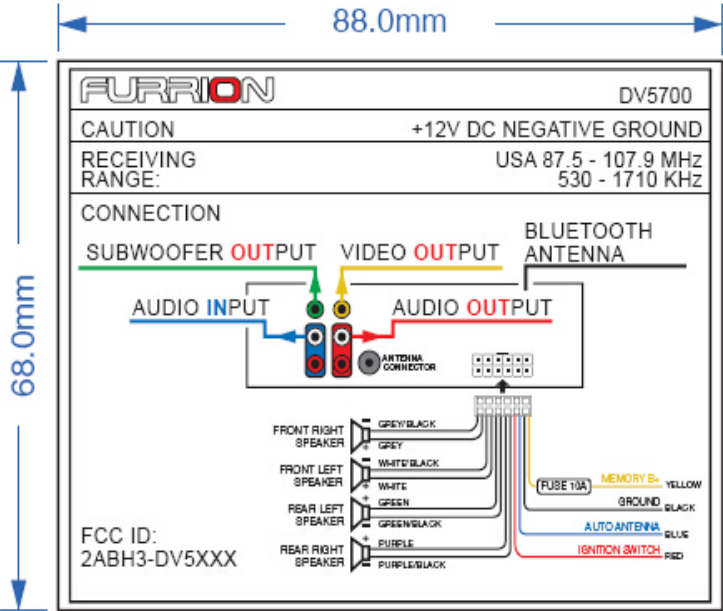 88.0mm
68.0mm
FURRION
DV5700
CAUTION +12V DC NEGATIVE GROUND
RECEIVING RANGE: USA 87.5 - 107.9 MHz
530 - 1710 KHz
CONNECTION
SUBWOOFER OUTPUT
VIDEO OUTPUT
BLUETOOTH
ANTENNA
AUDIO INPUT
AUDIO OUTPUT
ANTENNA
CONNECTOR
FRONT RIGHT
SPEAKER
- GREY/BLACK
+ GREY
FRONT LEFT
SPEAKER
- WHITE/BLACK
+ WHITE
REAR LEFT
SPEAKER
+ GREEN
- GREEN/BLACK
REAR RIGHT
SPEAKER
+ PURPLE
- PURPLE/BLACK
FUSE 10A
MEMORY B+ YELLOW
GROUND BLACK
AUTO ANTENNA BLUE
IGNITION SWITCH RED
FCC ID:
2ABH3-DV5XXX